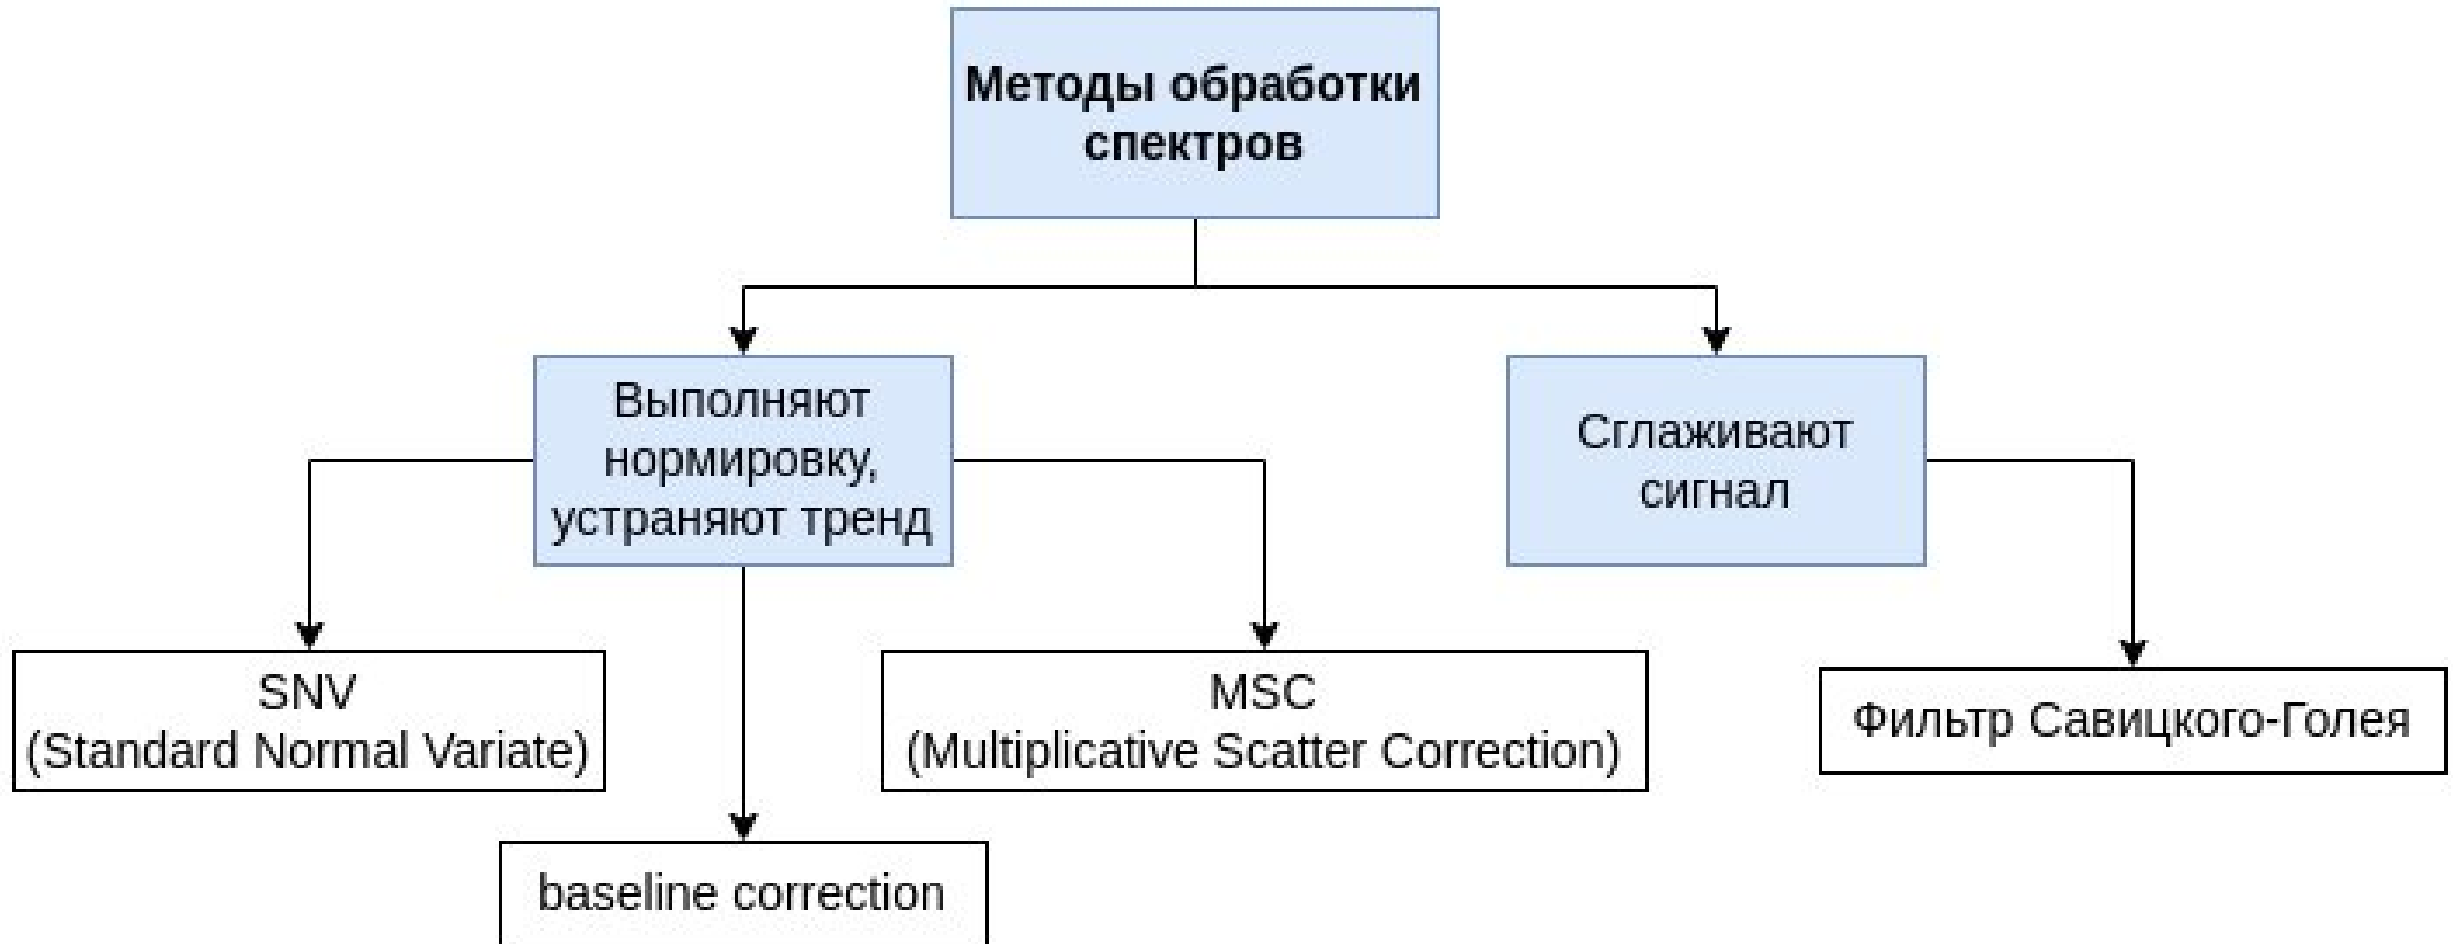 Методы обработки
спектров
Выполняют
нормировку,
устраняют тренд
Сглаживают
сигнал
SNV
(Standard Normal Variate)
MSC
(Multiplicative Scatter Correction)
Фильтр Савицкого-Голея
baseline correction